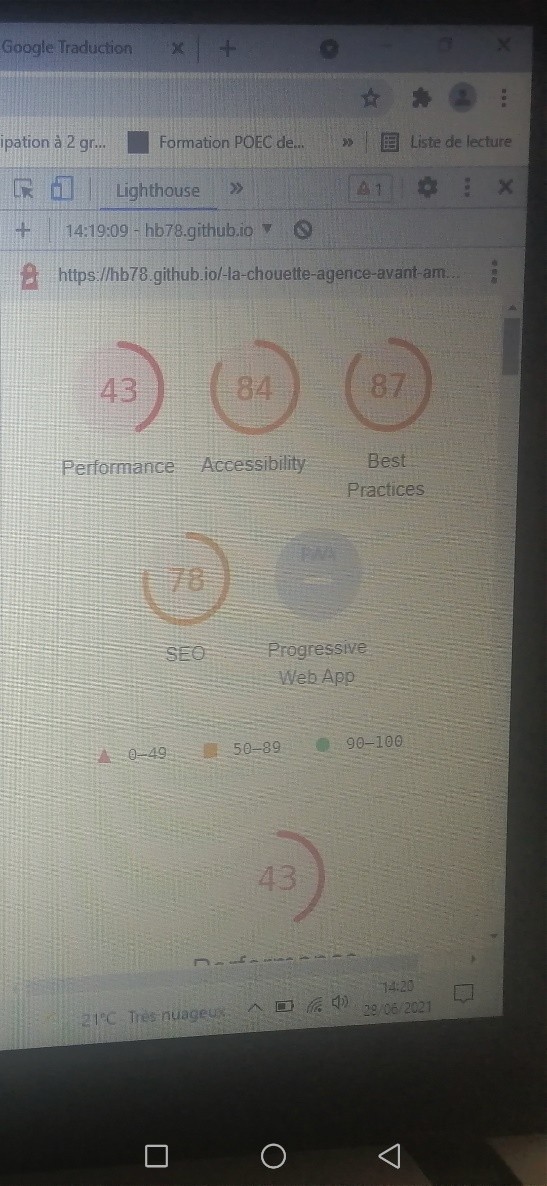 Google Traduction
ipation à 2 gr... Formation POEC de... » Liste de lecture
Lighthouse » 1
14:19:09 - hb78.github.io
https://hb78.github.io/-la-chouette-agence-avant-am...
43 84 87
Performance Accessibility Best
Practices
78 PWA
SEO Progressive
Web App
0–49 50–89 90–100
43
Performance
21°C Très nuageux 14:20
29/06/2021